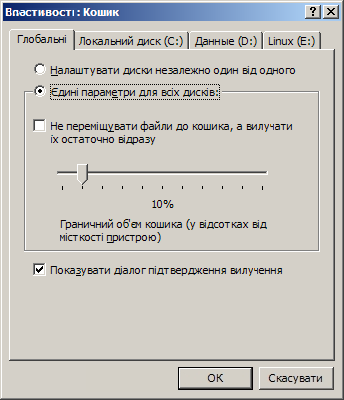 Властивості: Кошик
Глобальні
Локальний диск (C:)
Данные (D:)
Linux (E:)
Налаштувати диски незалежно один від одного
Єдині параметри для всіх дисків:
Не переміщувати файли до кошика, а вилучати
їх остаточно відразу
10%
Граничний об'єм кошика (у відсотках від
місткості пристрою)
Показувати діалог підтвердження вилучення
OK
Скасувати